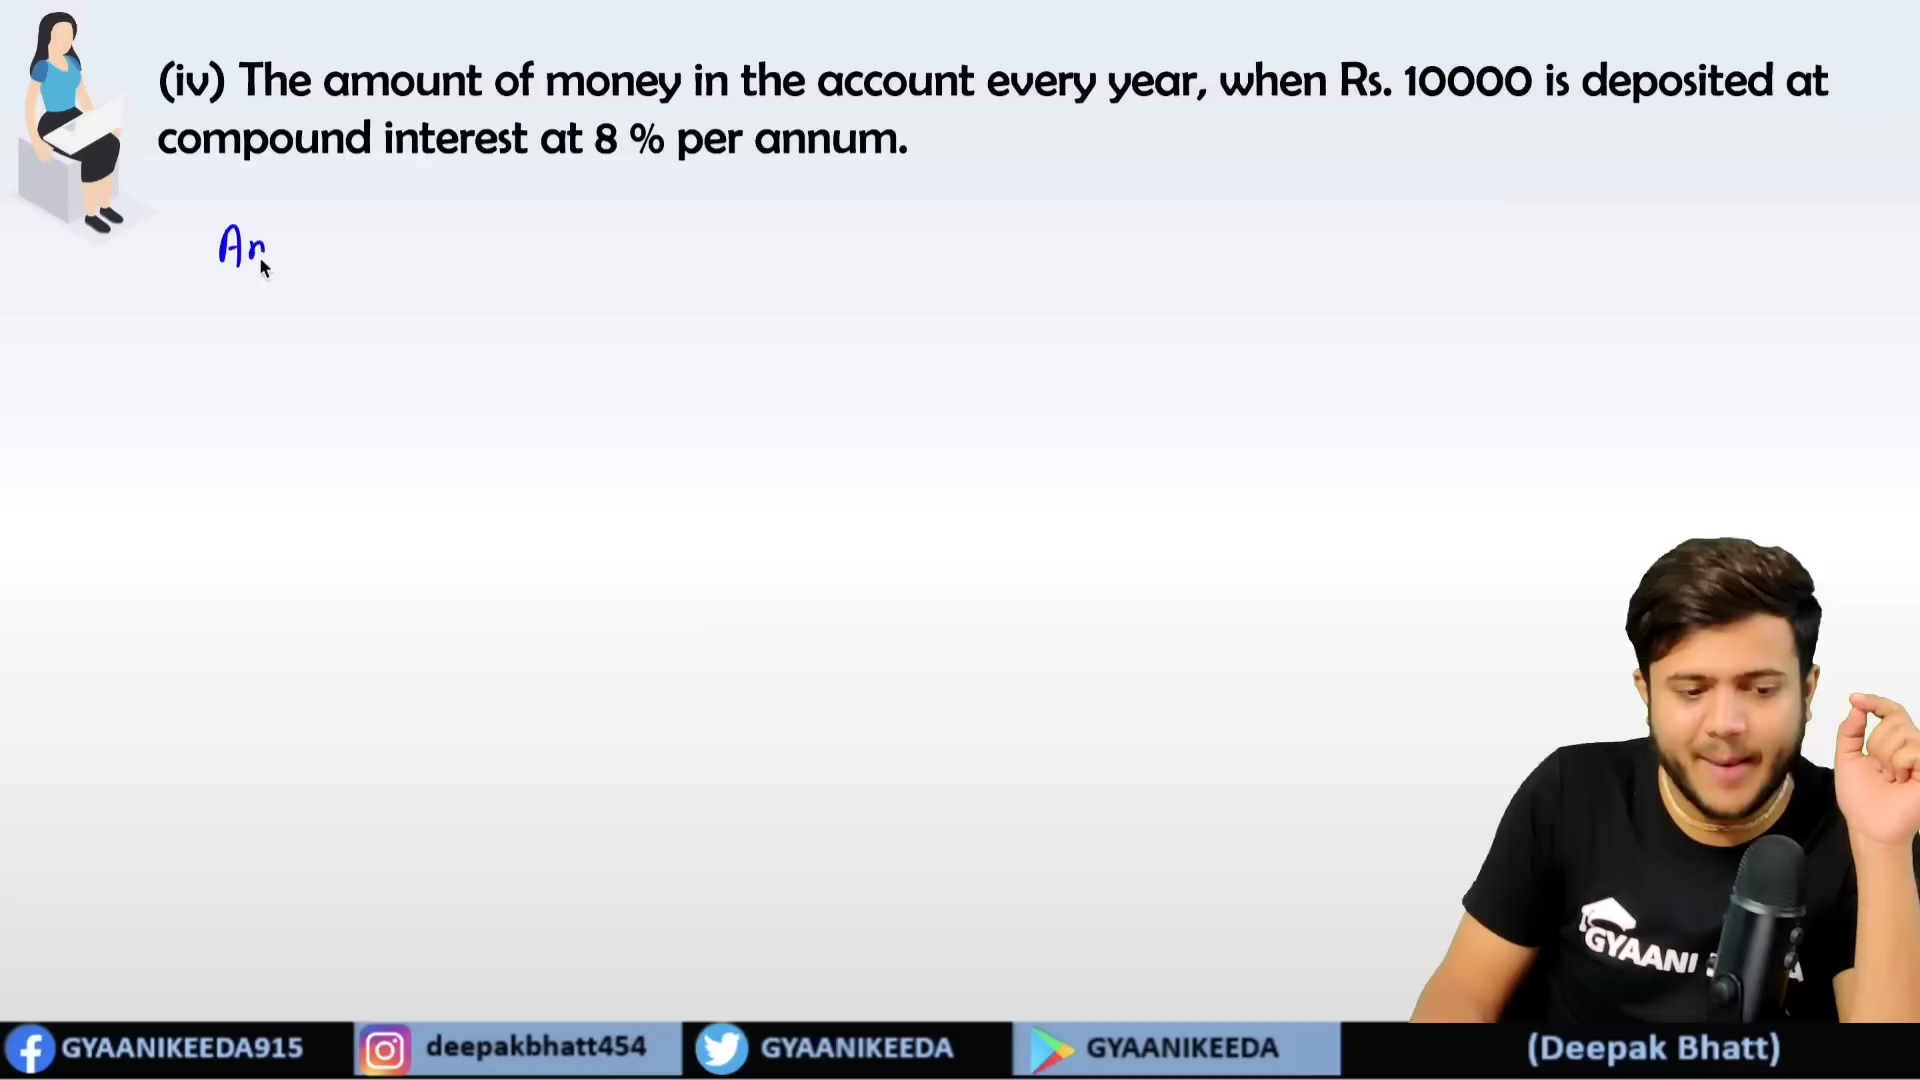 (iv) The amount of money in the account every year, when Rs. 10000 is deposited at
compound interest at 8 % per annum.
An
GYAANI
GYAANIKEEDA915
deepakbhatt454
GYAANIKEEDA
GYAANIKEEDA
(Deepak Bhatt)